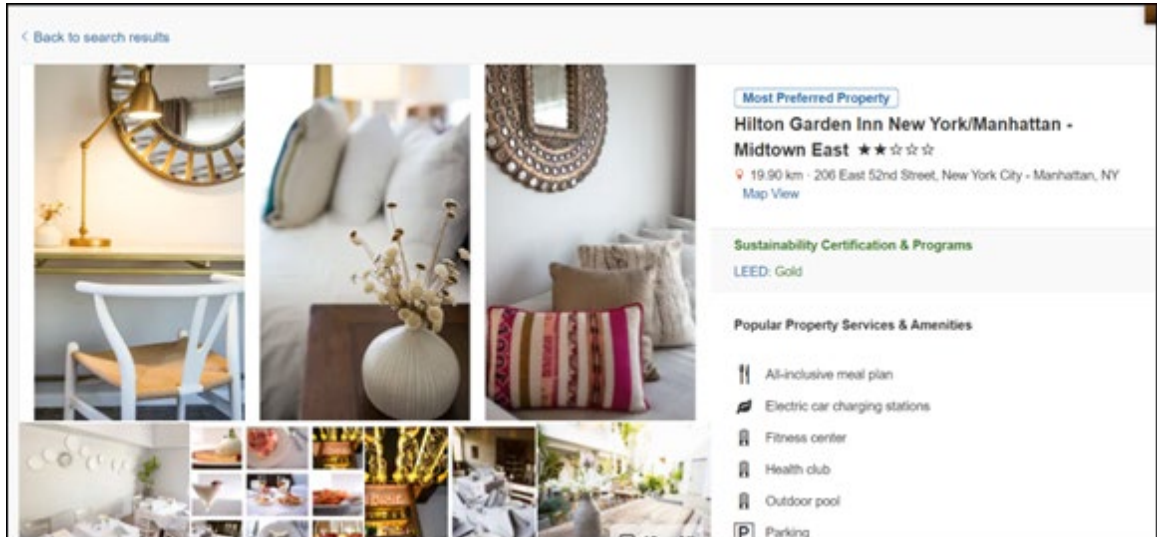 < Back to search results
Most Preferred Property
Hilton Garden Inn New York/Manhattan -
Midtown East ★★☆☆☆
19.90 km · 206 East 52nd Street, New York City - Manhattan, NY
Map View
Sustainability Certification & Programs
LEED: Gold
Popular Property Services & Amenities
All-inclusive meal plan
Electric car charging stations
Fitness center
Health club
Outdoor pool
P Parking